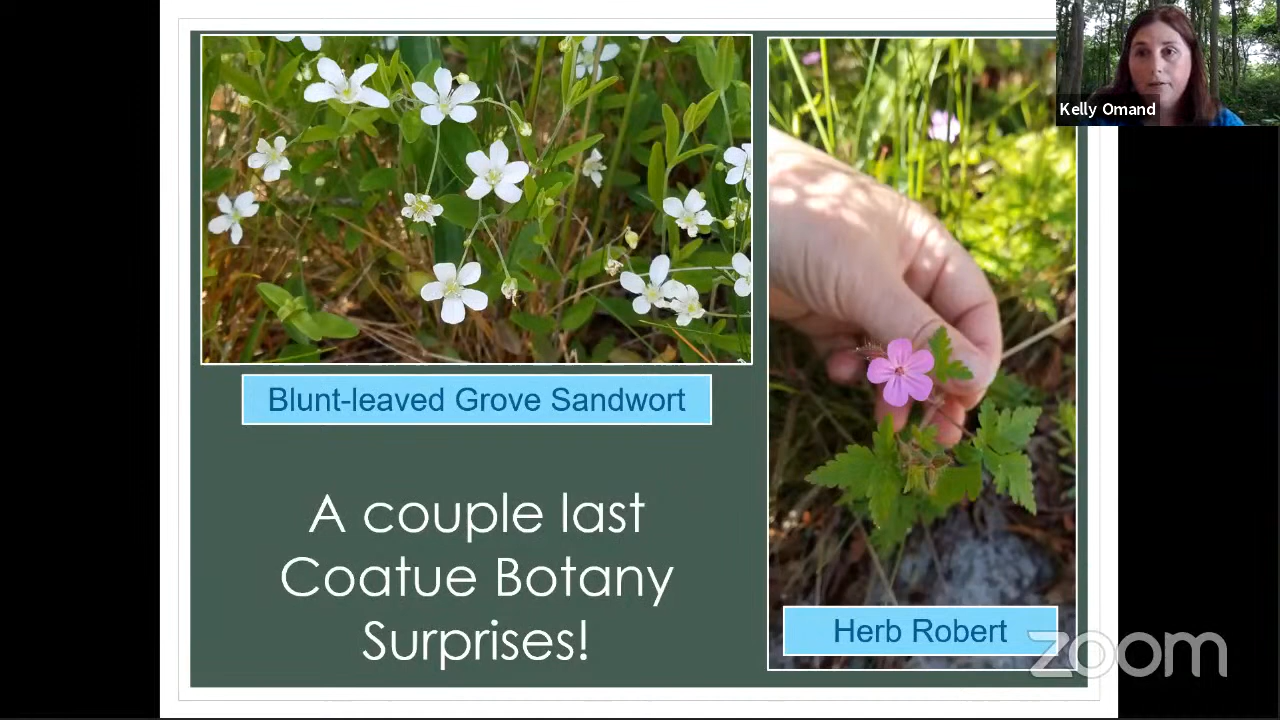 Kelly Omand
Blunt-leaved Grove Sandwort
A couple last
Coatue Botany
Surprises!
Herb Robert
zoom